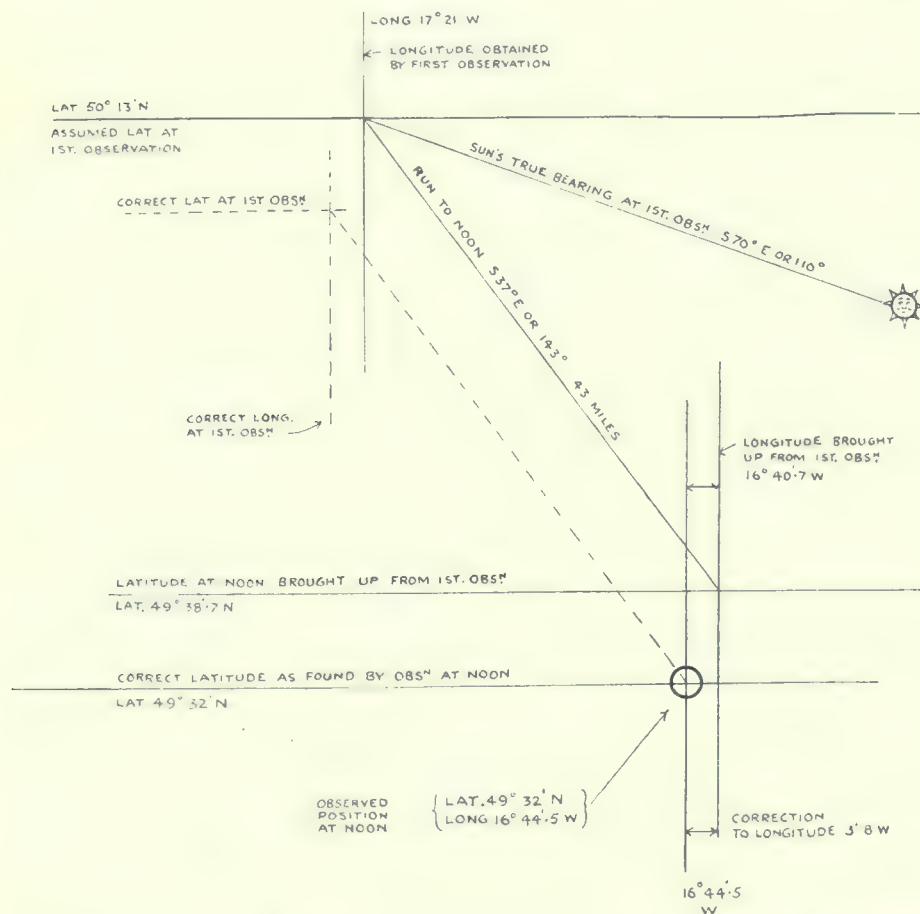 LONG 17° 21 W
LONGITUDE OBTAINED
BY FIRST OBSERVATION
LAT 50° 13'N
ASSUMED LAT AT
1ST. OBSERVATION
SUN'S TRUE BEARING AT 1ST. OBSᴺ S70° E OR 110°
CORRECT LAT AT 1ST OBSᴺ
RUN TO NOON S37°E OR 143° 43 MILES
CORRECT LONG.
AT 1ST. OBSᴺ
LONGITUDE BROUGHT
UP FROM 1ST. OBSᴺ
16° 40'·7 W
LATITUDE AT NOON BROUGHT UP FROM 1ST. OBSᴺ
LAT. 49° 38'·7 N
CORRECT LATITUDE AS FOUND BY OBSᴺ AT NOON
LAT 49° 32'N
OBSERVED
POSITION
AT NOON
LAT. 49° 32'N
LONG 16° 44'·5 W
CORRECTION
TO LONGITUDE 3'·8 W
16° 44'·5
W